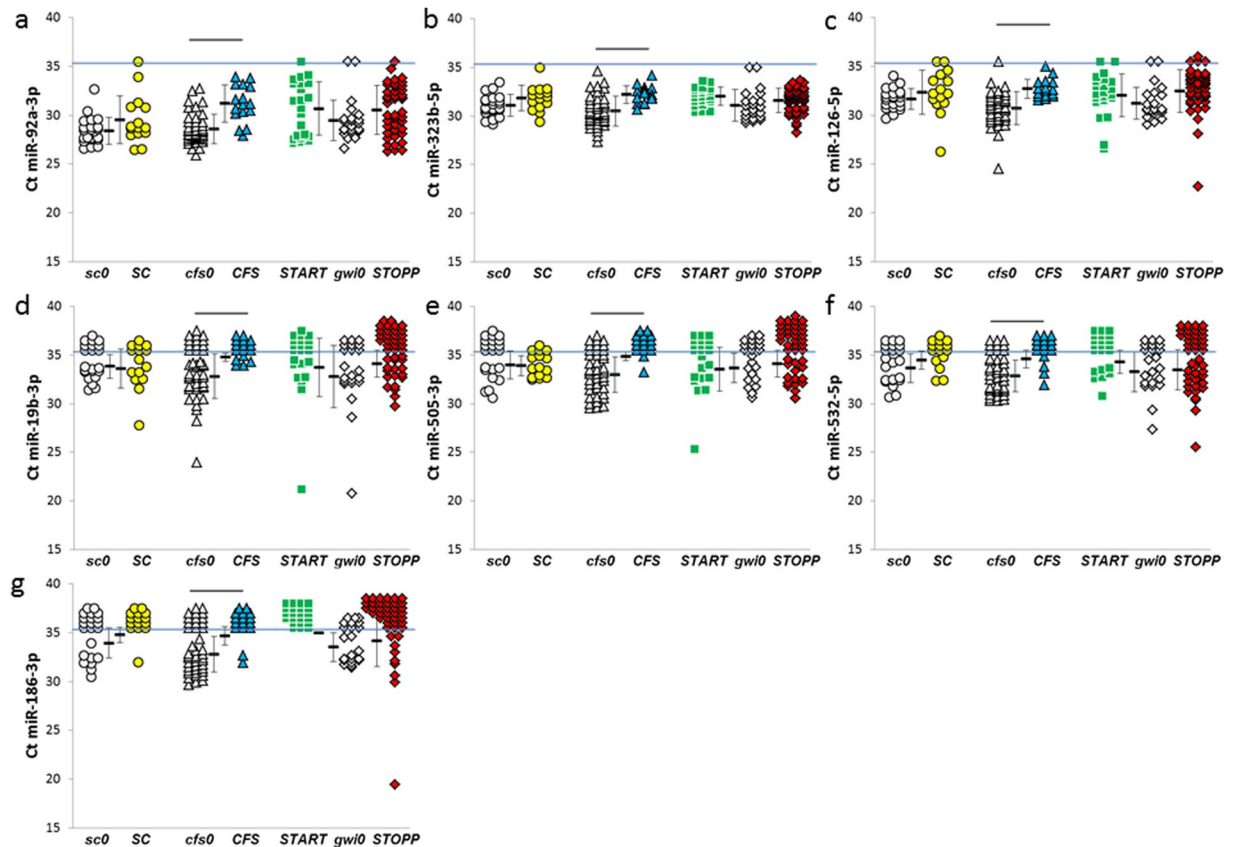 a
Ct miR-92a-3p
40
35
30
25
20
15
sc0 SC cfs0 CFS START gwi0 STOPP
b
Ct miR-323b-5p
40
35
30
25
20
15
sc0 SC cfs0 CFS START gwi0 STOPP
c
Ct miR-126-5p
40
35
30
25
20
15
sc0 SC cfs0 CFS START gwi0 STOPP
d
Ct miR-19b-3p
40
35
30
25
20
15
sc0 SC cfs0 CFS START gwi0 STOPP
e
Ct miR-505-3p
40
35
30
25
20
15
sc0 SC cfs0 CFS START gwi0 STOPP
f
Ct miR-532-5p
40
35
30
25
20
15
sc0 SC cfs0 CFS START gwi0 STOPP
g
Ct miR-186-3p
40
35
30
25
20
15
sc0 SC cfs0 CFS START gwi0 STOPP